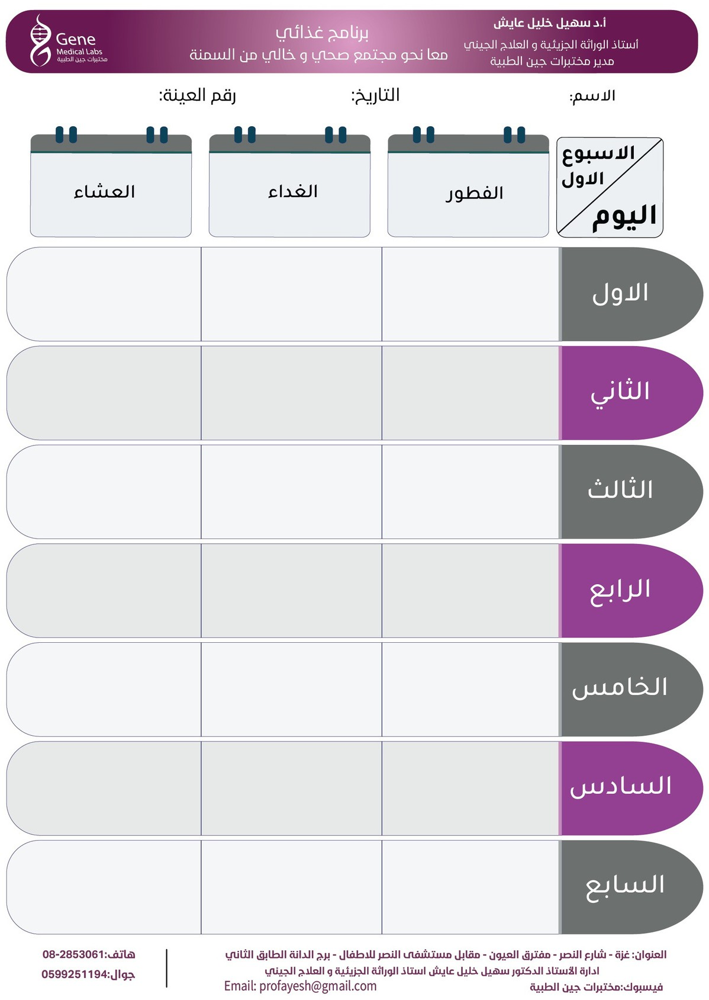 أ.د سهيل خليل عايش
أستاذ الوراثة الجزيئية و العلاج الجيني
مدير مختبرات جين الطبية
برنامج غذائي
معا نحو مجتمع صحي و خالي من السمنة
Gene
Medical Labs
مختبرات جين الطبية
الاسم:
التاريخ:
رقم العينة:
الاسبوع
الاول
اليوم
الفطور
الغداء
العشاء
الاول
الثاني
الثالث
الرابع
الخامس
السادس
السابع
العنوان: غزة - شارع النصر - مفترق العيون - مقابل مستشفى النصر للاطفال - برج الدانة الطابق الثاني
ادارة الأستاذ الدكتور سهيل خليل عايش استاذ الوراثة الجزيئية و العلاج الجيني
فيسبوك:مختبرات جين الطبية
Email: profayesh@gmail.com
هاتف:08-2853061
جوال:0599251194